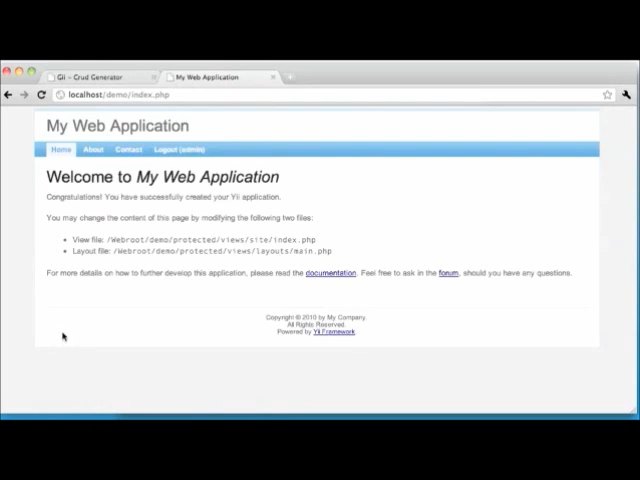 Gii - Crud Generator
My Web Application
localhost/demo/index.php
My Web Application
Home About Contact Logout (admin)
Welcome to My Web Application
Congratulations! You have successfully created your Yii application.
You may change the content of this page by modifying the following two files:
• View file: /Webroot/demo/protected/views/site/index.php
• Layout file: /Webroot/demo/protected/views/layouts/main.php
For more details on how to further develop this application, please read the documentation. Feel free to ask in the forum, should you have any questions.
Copyright © 2010 by My Company.
All Rights Reserved.
Powered by Yii Framework.